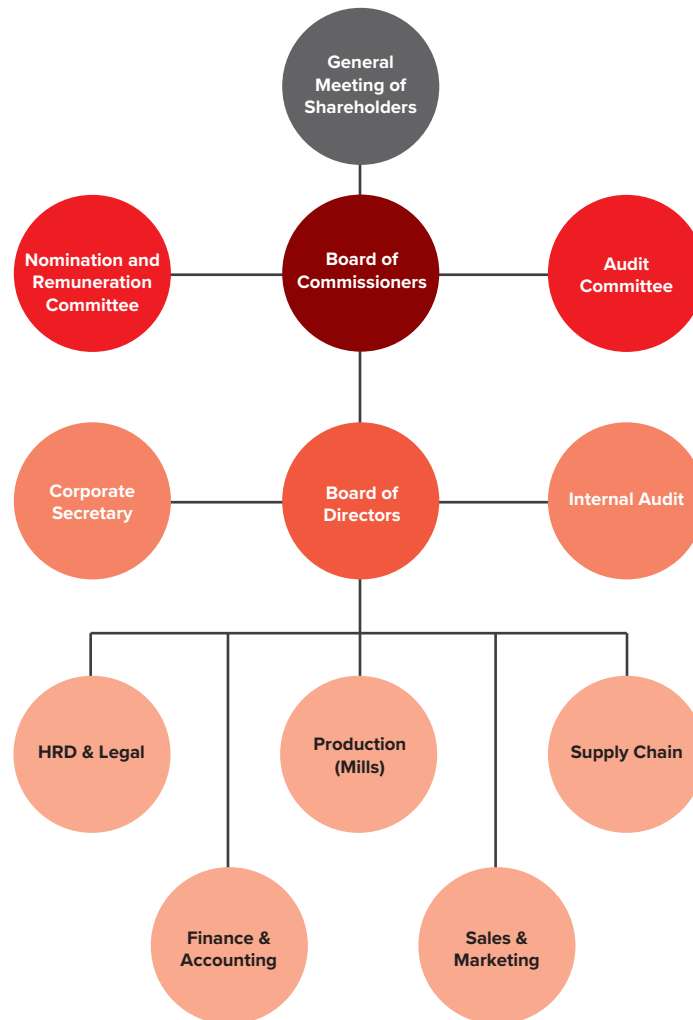 General
Meeting of
Shareholders
Nomination and
Remuneration
Committee
Board of
Commissioners
Audit
Committee
Corporate
Secretary
Board of
Directors
Internal Audit
HRD & Legal
Production
(Mills)
Supply Chain
Finance &
Accounting
Sales &
Marketing